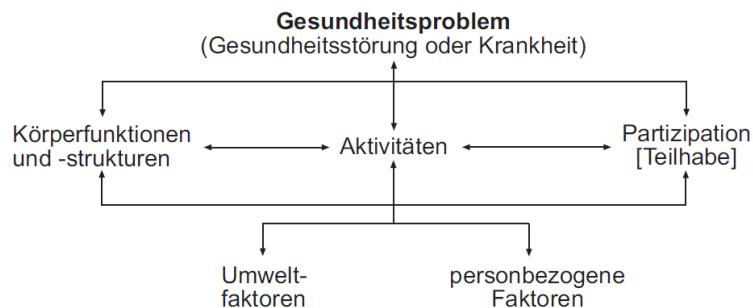 Gesundheitsproblem
(Gesundheitsstörung oder Krankheit)
Körperfunktionen
und -strukturen
Aktivitäten
Partizipation
[Teilhabe]
Umwelt-
faktoren
personbezogene
Faktoren